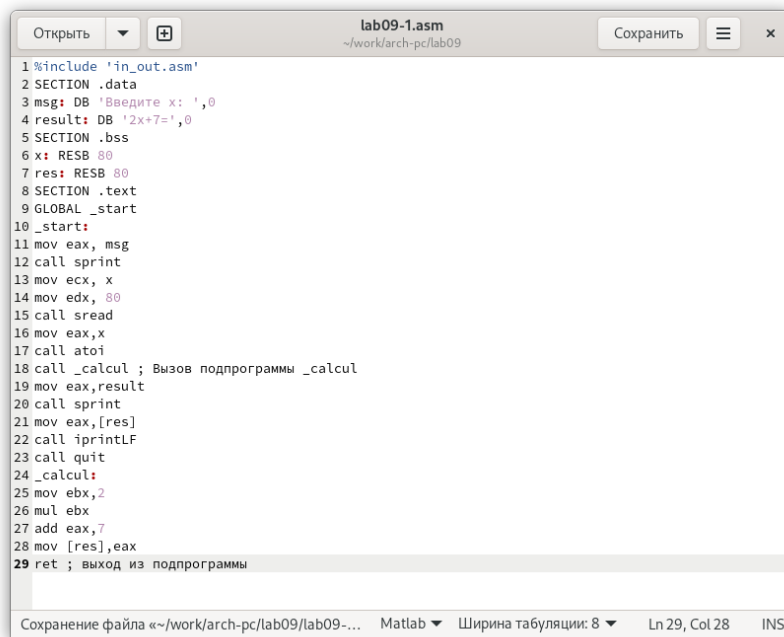 Открыть
lab09-1.asm
~/work/arch-pc/lab09
Сохранить
1 %include 'in_out.asm'
2 SECTION .data
3 msg: DB 'Введите x: ',0
4 result: DB '2x+7=',0
5 SECTION .bss
6 x: RESB 80
7 res: RESB 80
8 SECTION .text
9 GLOBAL _start
10 _start:
11 mov eax, msg
12 call sprint
13 mov ecx, x
14 mov edx, 80
15 call sread
16 mov eax,x
17 call atoi
18 call _calcul ; Вызов подпрограммы _calcul
19 mov eax,result
20 call sprint
21 mov eax,[res]
22 call iprintLF
23 call quit
24 _calcul:
25 mov ebx,2
26 mul ebx
27 add eax,7
28 mov [res],eax
29 ret ; выход из подпрограммы
Сохранение файла «~/work/arch-pc/lab09/lab09-… Matlab Ширина табуляции: 8 Ln 29, Col 28 INS